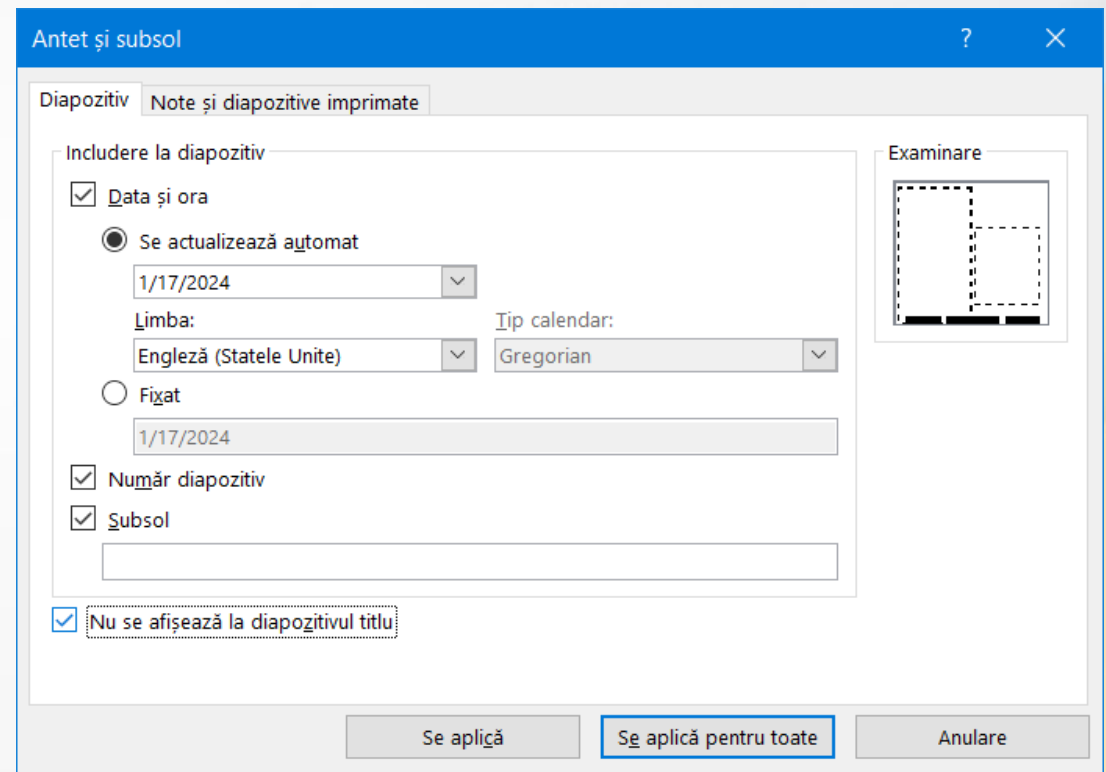 Antet și subsol
Diapozitiv Note și diapozitive imprimate
Includere la diapozitiv Examinare
Data și ora
Se actualizează automat
1/17/2024
Limba: Tip calendar:
Engleză (Statele Unite) Gregorian
Fixat
1/17/2024
Număr diapozitiv
Subsol
Nu se afișează la diapozitivul titlu
Se aplică Se aplică pentru toate Anulare